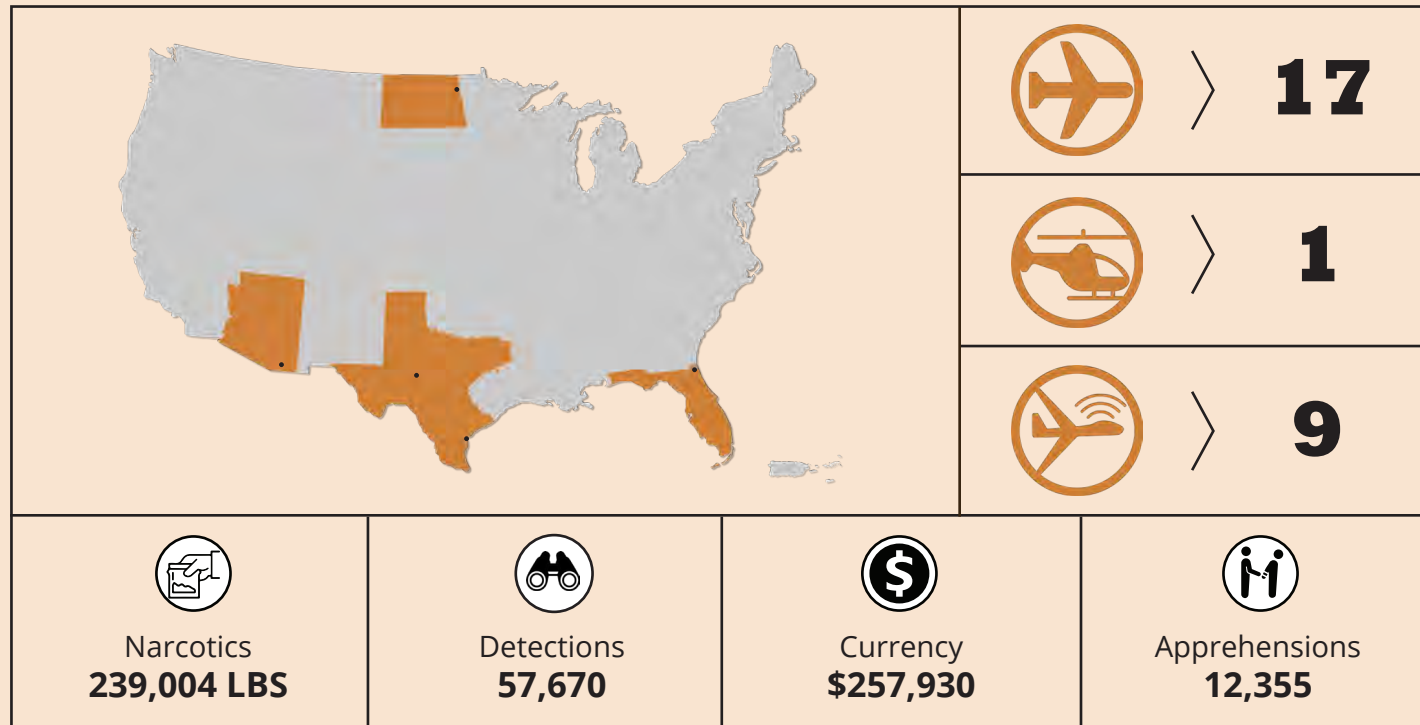 17
1
9
Narcotics
239,004 LBS
Detections
57,670
Currency
$257,930
Apprehensions
12,355